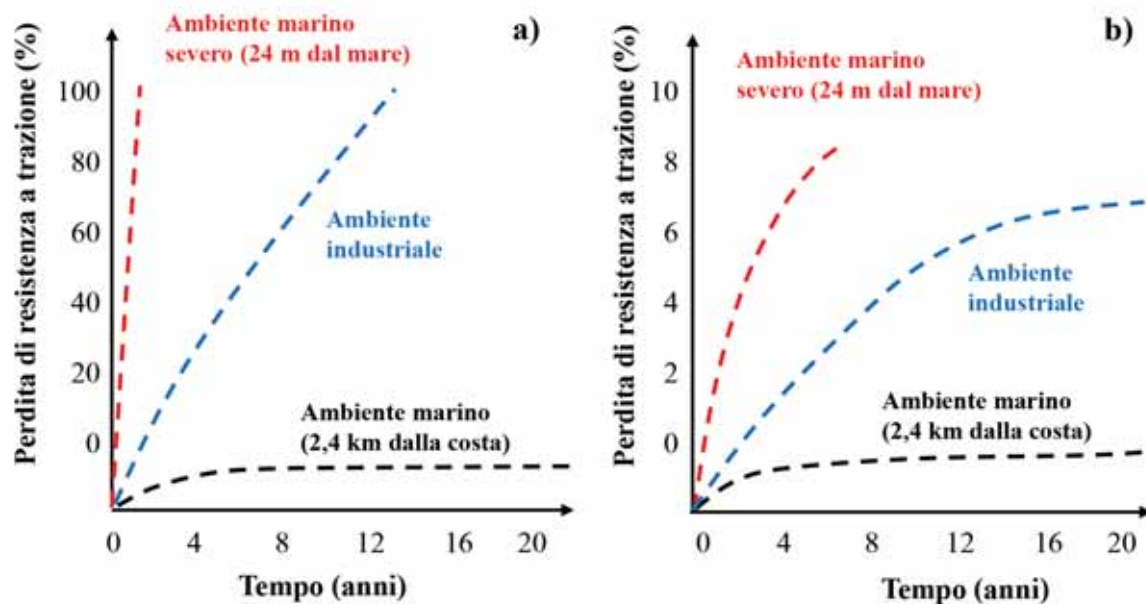 a)
Ambiente marino
severo (24 m dal mare)
Ambiente
industriale
Ambiente marino
(2,4 km dalla costa)
Perdita di resistenza a trazione (%)
100
80
60
40
20
0
0 4 8 12 16 20
Tempo (anni)
b)
Ambiente marino
severo (24 m dal mare)
Ambiente
industriale
Ambiente marino
(2,4 km dalla costa)
Perdita di resistenza a trazione (%)
10
8
6
4
2
0
0 4 8 12 16 20
Tempo (anni)